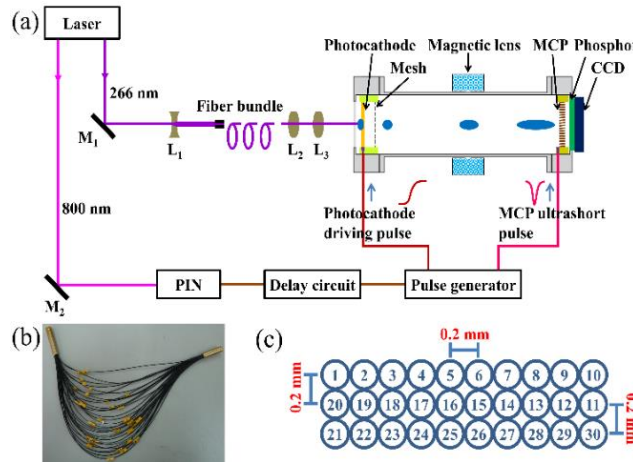 (a)
Laser
Photocathode
Mesh
Magnetic lens
MCP
Phosphor
CCD
266 nm
Fiber bundle
M1
L1
L2
L3
800 nm
Photocathode
driving pulse
MCP ultrashort
pulse
M2
PIN
Delay circuit
Pulse generator
(b)
(c)
0.2 mm
1 2 3 4 5 6 7 8 9 10
0.2 mm
20 19 18 17 16 15 14 13 12 11
0.2 mm
21 22 23 24 25 26 27 28 29 30